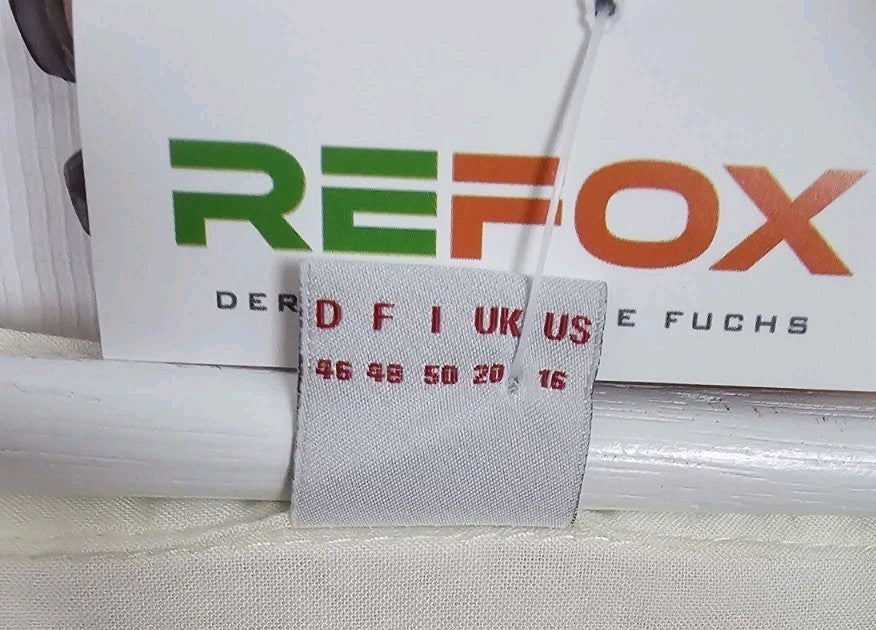 REFOX
DER E FUCHS
D F I UK US
46 48 50 20 16